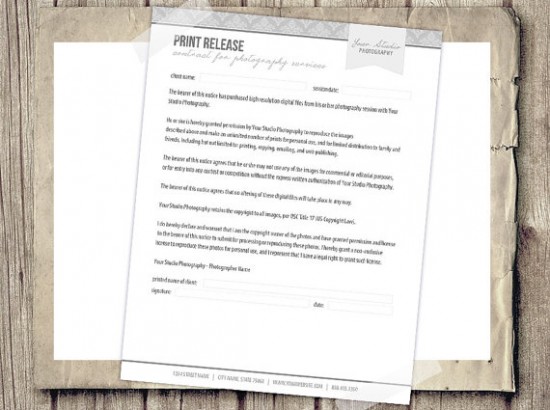 PRINT RELEASE
contract for photography services
Your Studio
PHOTOGRAPHY
client name:
session date:
The bearer of this notice has purchased high resolution digital files from his or her photography session with Your
Studio Photography.
He or she is hereby granted permission by Your Studio Photography to reproduce the images
described above and make an unlimited number of prints for personal use, and for limited distribution to family and
friends, including but not limited to: printing, copying, emailing, and web publishing.
The bearer of this notice agrees that he or she may not use any of the images for commercial or editorial purposes,
or for entry into any contest or competition without the express written authorization of Your Studio Photography.
The bearer of this notice agrees that no altering of these digital files will take place in any way.
Your Studio Photography retains the copyright to all images, per USC Title 17 US Copyright Laws.
I do hereby declare and warrant that I am the copyright owner of the photos and have granted permission and license
to the bearer of this notice to submit for processing or reproducing these photos. I hereby grant a non-exclusive
license to reproduce these photos for personal use, and I represent that I have a legal right to grant such license.
Your Studio Photography - Photographer Name
printed name of client:
signature:
date:
CITY NAME, STATE